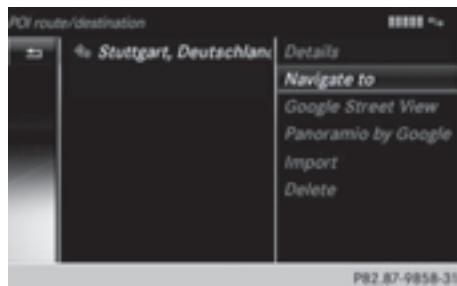 POI route/destination
Stuttgart, Deutschlanc
Details
Navigate to
Google Street View
Panoramio by Google
Import
Delete
P82.87-9858-31